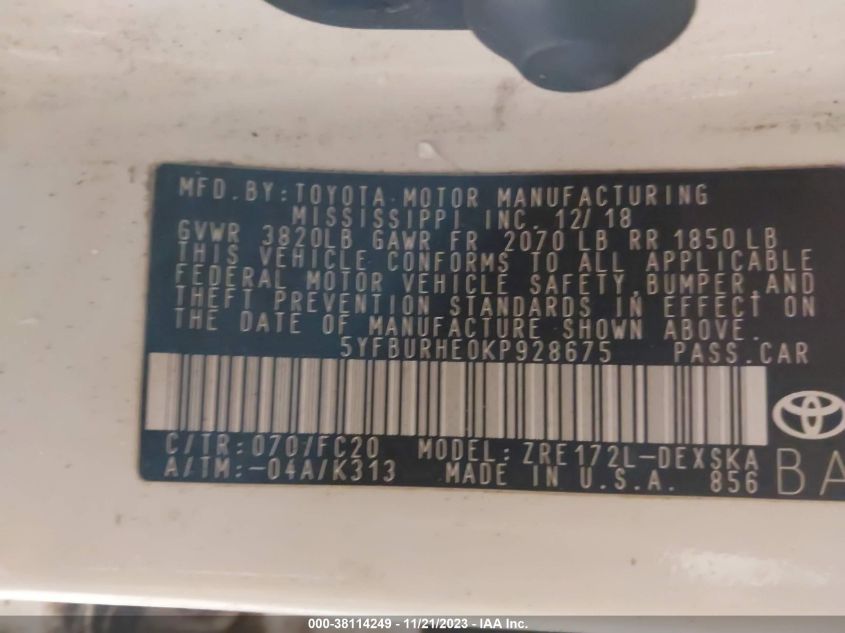 MFD.BY:TOYOTA MOTOR MANUFACTURING
MISSISSIPPI INC. 12/18
GVWR 3820LB GAWR FR 2070LB RR 1850LB
THIS VEHICLE CONFORMS TO ALL APPLICABLE
FEDERAL MOTOR VEHICLE SAFETY,BUMPER,AND
THEFT PREVENTION STANDARDS IN EFFECT ON
THE DATE OF MANUFACTURE SHOWN ABOVE.
5YFBURHE0KP928675 PASS.CAR
C/TR:070/FC20 MODEL:ZRE172L-DEXSKA
A/TM:-04A/K313 MADE IN U.S.A. 856
BA
000-38114249 - 11/21/2023 - IAA Inc.